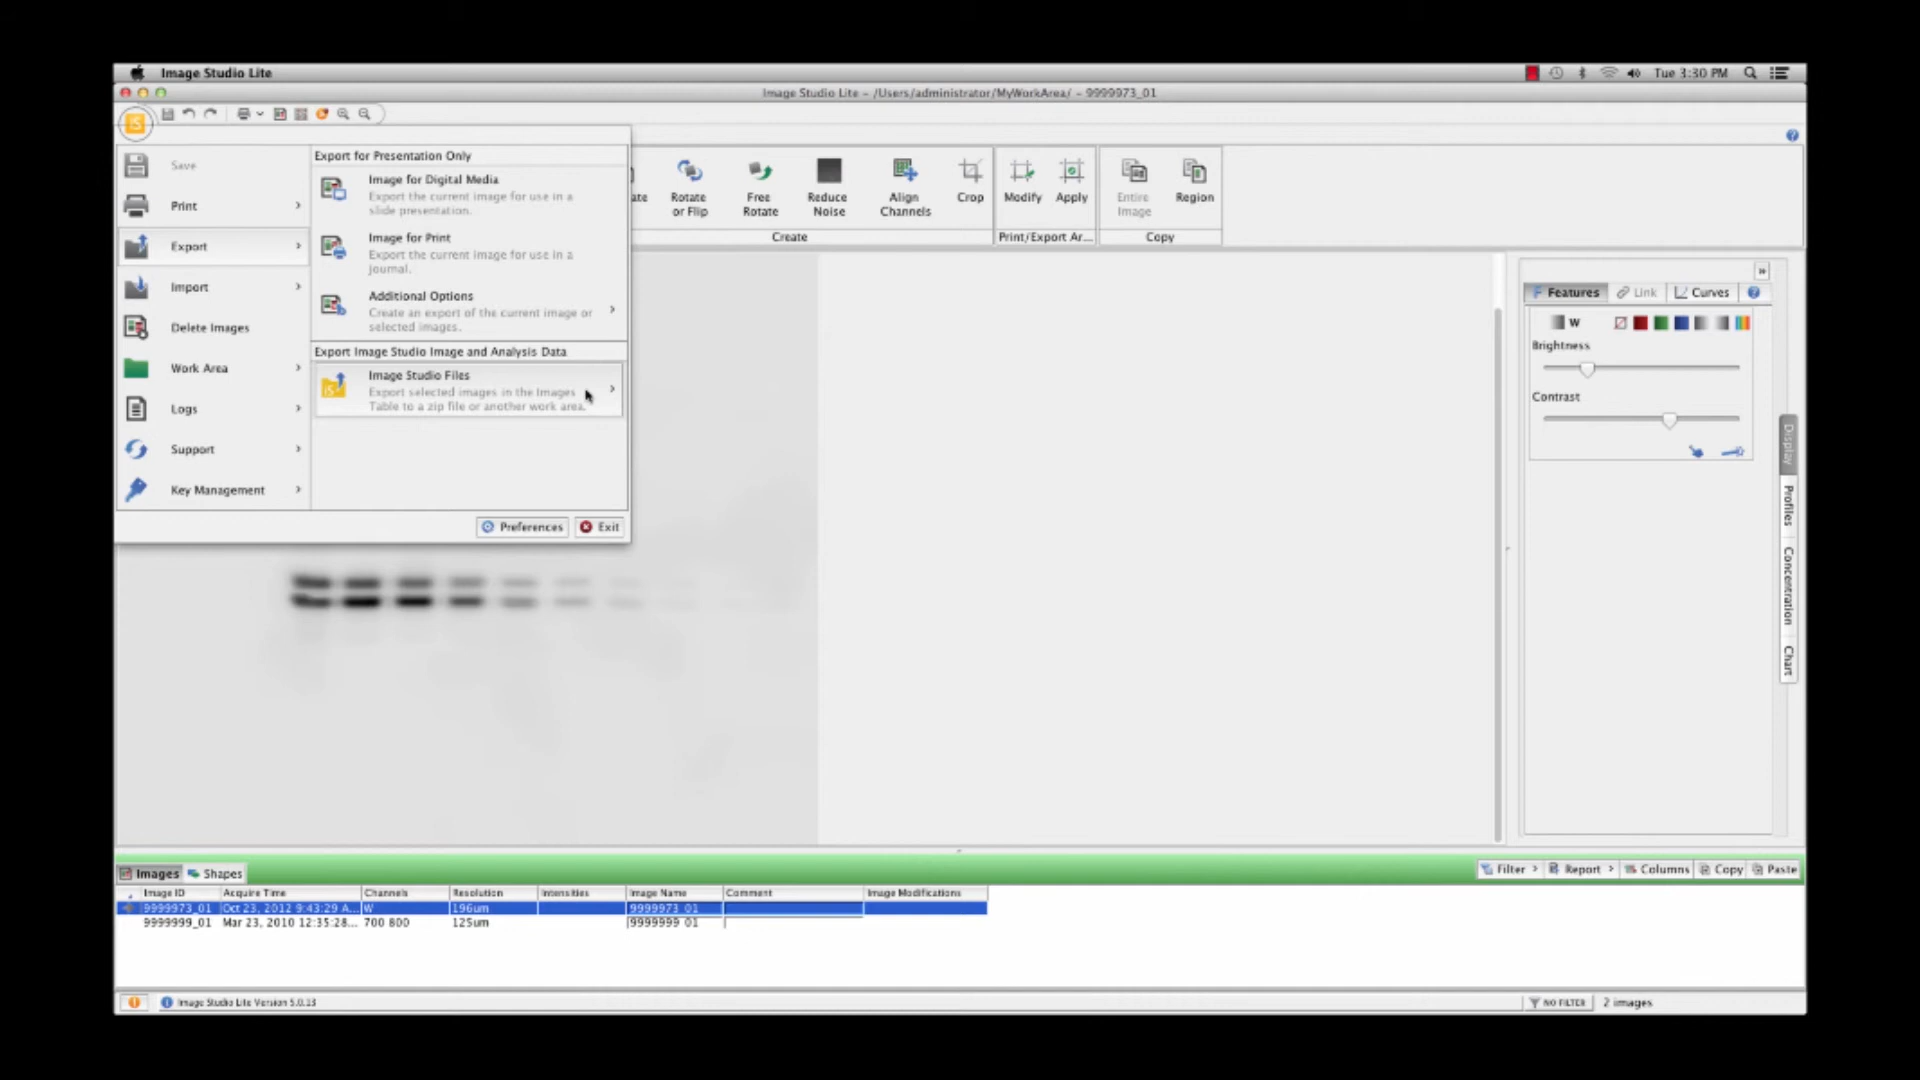 Image Studio Lite
Tue 3:30 PM
Image Studio Lite - /Users/administrator/MyWorkArea/ - 9999973_01
Save
Print
Export
Import
Delete Images
Work Area
Logs
Support
Key Management
Export for Presentation Only
Image for Digital Media
Export the current image for use in a
slide presentation.
Image for Print
Export the current image for use in a
journal.
Additional Options
Create an export of the current image or
selected images.
Export Image Studio Image and Analysis Data
Image Studio Files
Export selected images in the Images
Table to a zip file or another work area.
Preferences
Exit
ate
Rotate
or Flip
Free
Rotate
Reduce
Noise
Align
Channels
Crop
Create
Modify
Apply
Print/Export Ar...
Entire
Image
Region
Copy
Features
Link
Curves
W
Brightness
Contrast
Display
Profiles
Concentration
Chart
Images
Shapes
Filter
Report
Columns
Copy
Paste
Image ID Acquire Time Channels Resolution Intensities Image Name Comment Image Modifications
9999973_01 Oct 23, 2012 9:43:29 A... W 196um 9999973_01
9999999_01 Mar 23, 2010 12:35:28... 700 800 125um 9999999_01
Image Studio Lite Version 5.0.13
NO FILTER
2 images